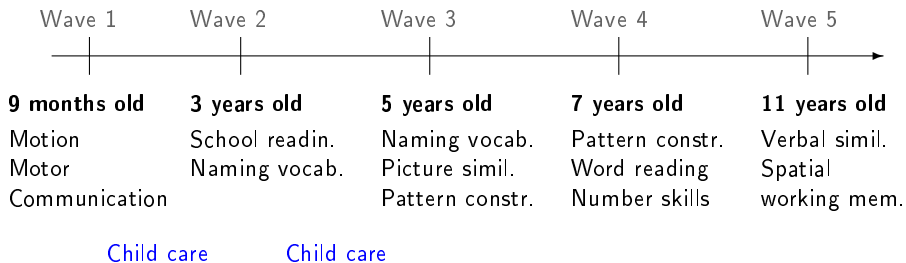 Wave 1 Wave 2 Wave 3 Wave 4 Wave 5
9 months old 3 years old 5 years old 7 years old 11 years old
Motion School readin. Naming vocab. Pattern constr. Verbal simil.
Motor Naming vocab. Picture simil. Word reading Spatial
Communication Pattern constr. Number skills working mem.
Child care Child care